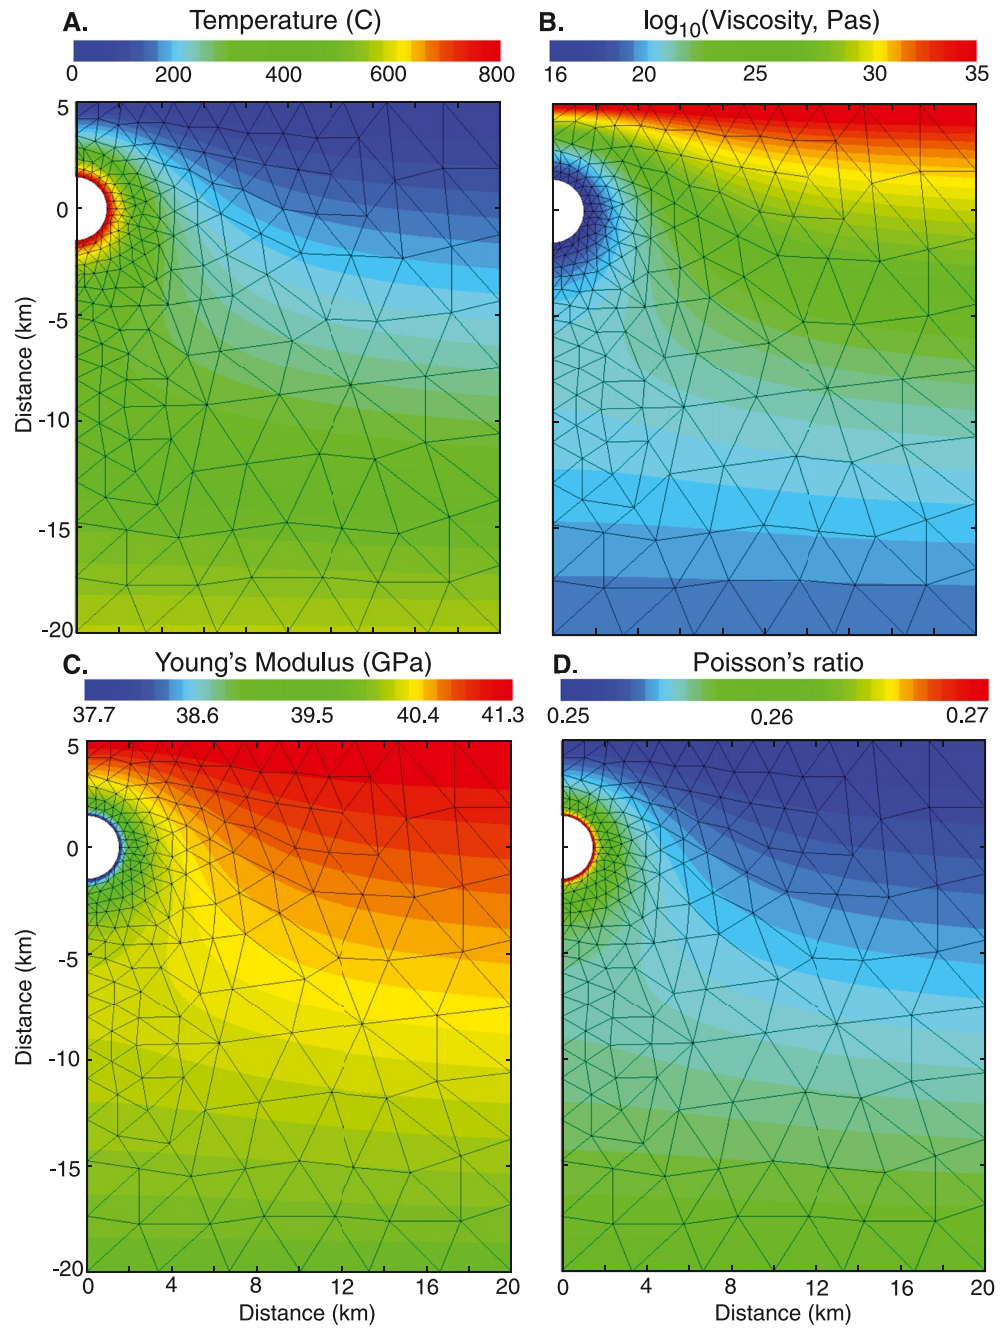 A. Temperature (C)
0 200 400 600 800
B. log10(Viscosity, Pas)
16 20 25 30 35
5
0
-5
-10
-15
-20
Distance (km)
C. Young's Modulus (GPa)
37.7 38.6 39.5 40.4 41.3
D. Poisson's ratio
0.25 0.26 0.27
5
0
-5
-10
-15
-20
Distance (km)
0 4 8 12 16 20
Distance (km)
0 4 8 12 16 20
Distance (km)